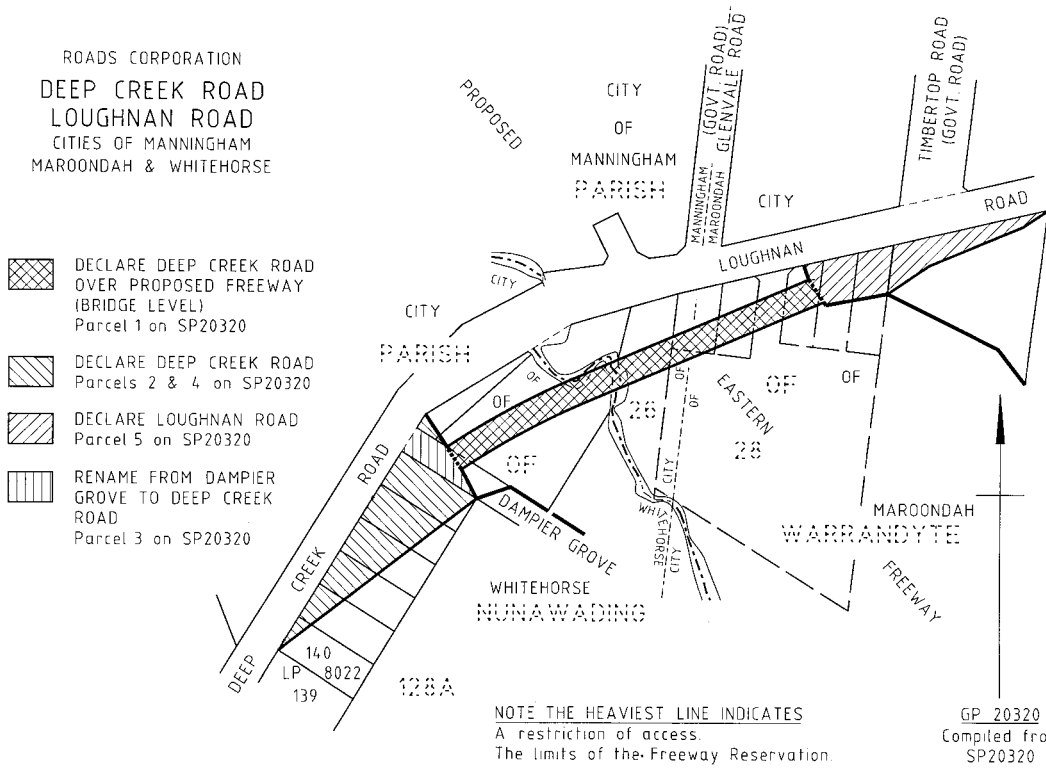 ROADS CORPORATION
DEEP CREEK ROAD
LOUGHNAN ROAD
CITIES OF MANNINGHAM
MAROONDAH & WHITEHORSE
DECLARE DEEP CREEK ROAD
OVER PROPOSED FREEWAY
(BRIDGE LEVEL)
Parcel 1 on SP20320
DECLARE DEEP CREEK ROAD
Parcels 2 & 4 on SP20320
DECLARE LOUGHNAN ROAD
Parcel 5 on SP20320
RENAME FROM DAMPIER
GROVE TO DEEP CREEK
ROAD
Parcel 3 on SP20320
PROPOSED
CITY
OF
MANNINGHAM
PARISH
(GOVT. ROAD)
GLENVALE ROAD
MANNINGHAM
MAROONDAH
TIMBERTOP ROAD
(GOVT. ROAD)
CITY
LOUGHNAN
ROAD
CITY
CITY
PARISH
OF
OF
OF
OF
OF
OF
OF
26
EASTERN
28
DEEP
CREEK
ROAD
DAMPIER GROVE
CITY
WHITEHORSE
CITY
WHITEHORSE
NUNAWADING
MAROONDAH
WARRANDYTE
FREEWAY
140
LP 8022
139
128A
NOTE THE HEAVIEST LINE INDICATES
A restriction of access.
The limits of the Freeway Reservation.
GP 20320
Compiled fro
SP20320